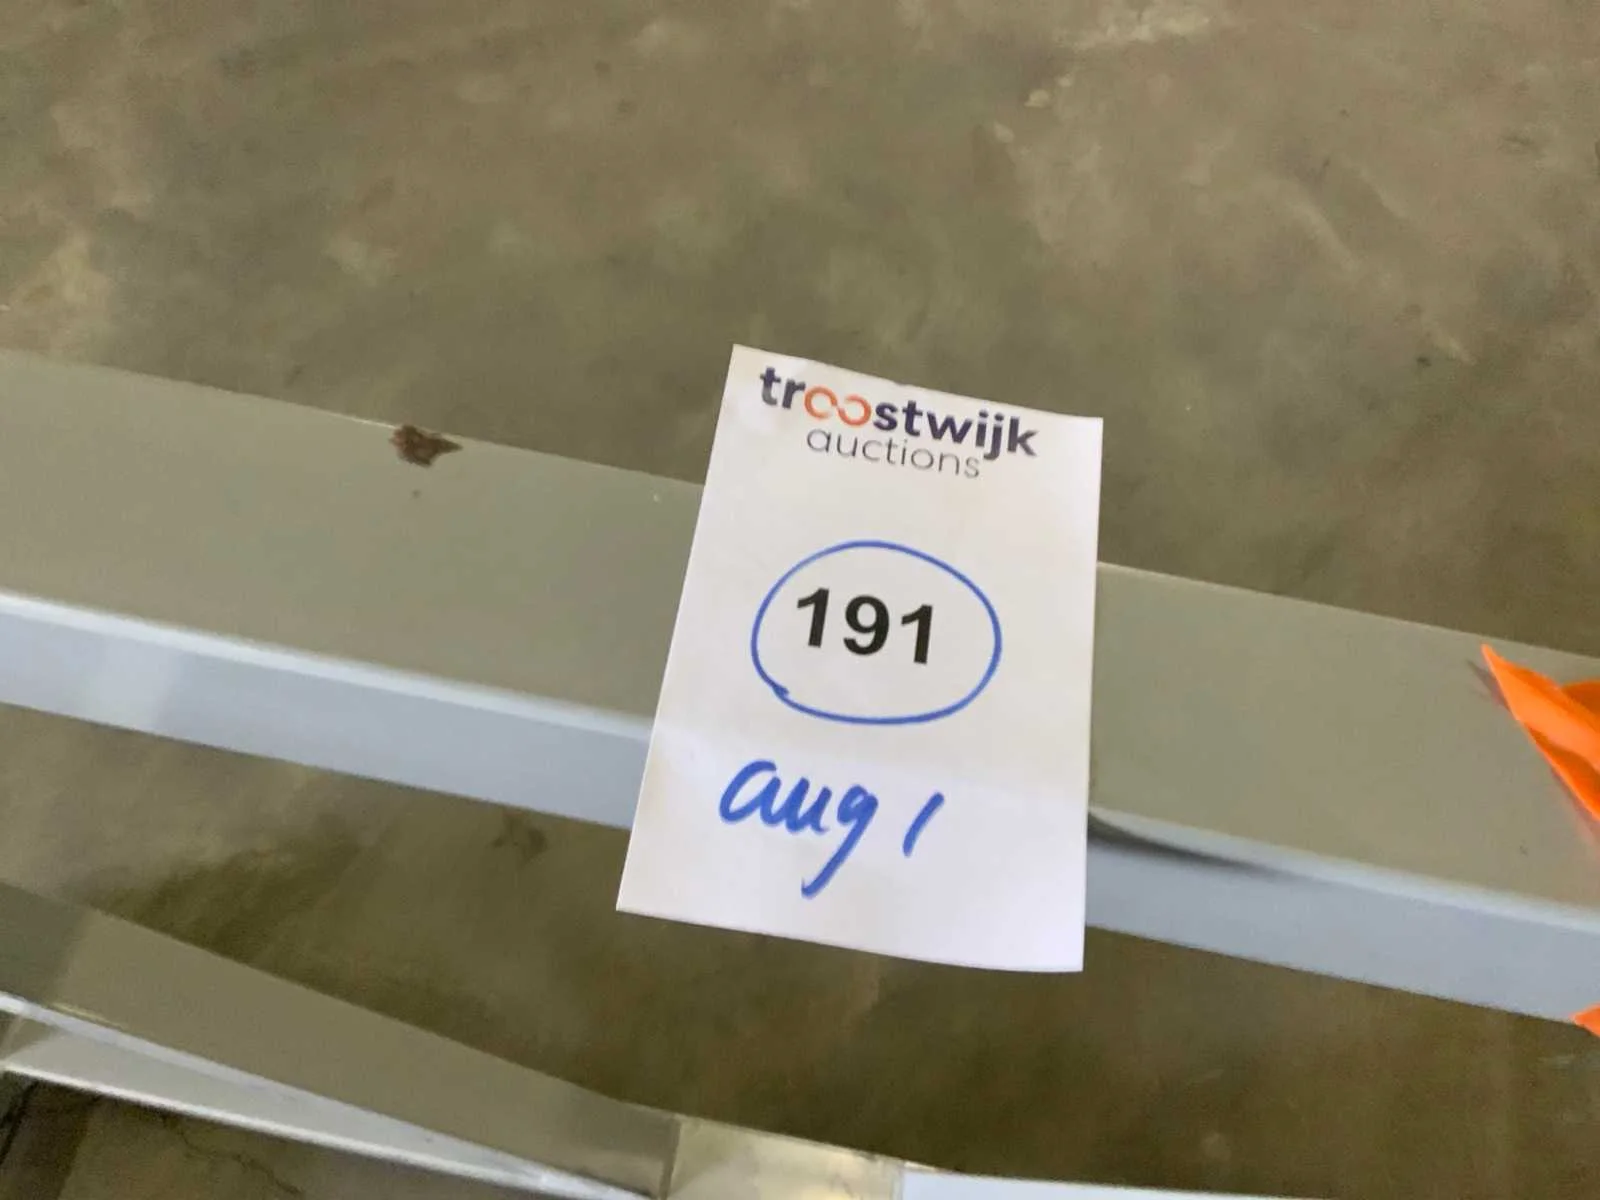 troostwijk
auctions
191
aug 1